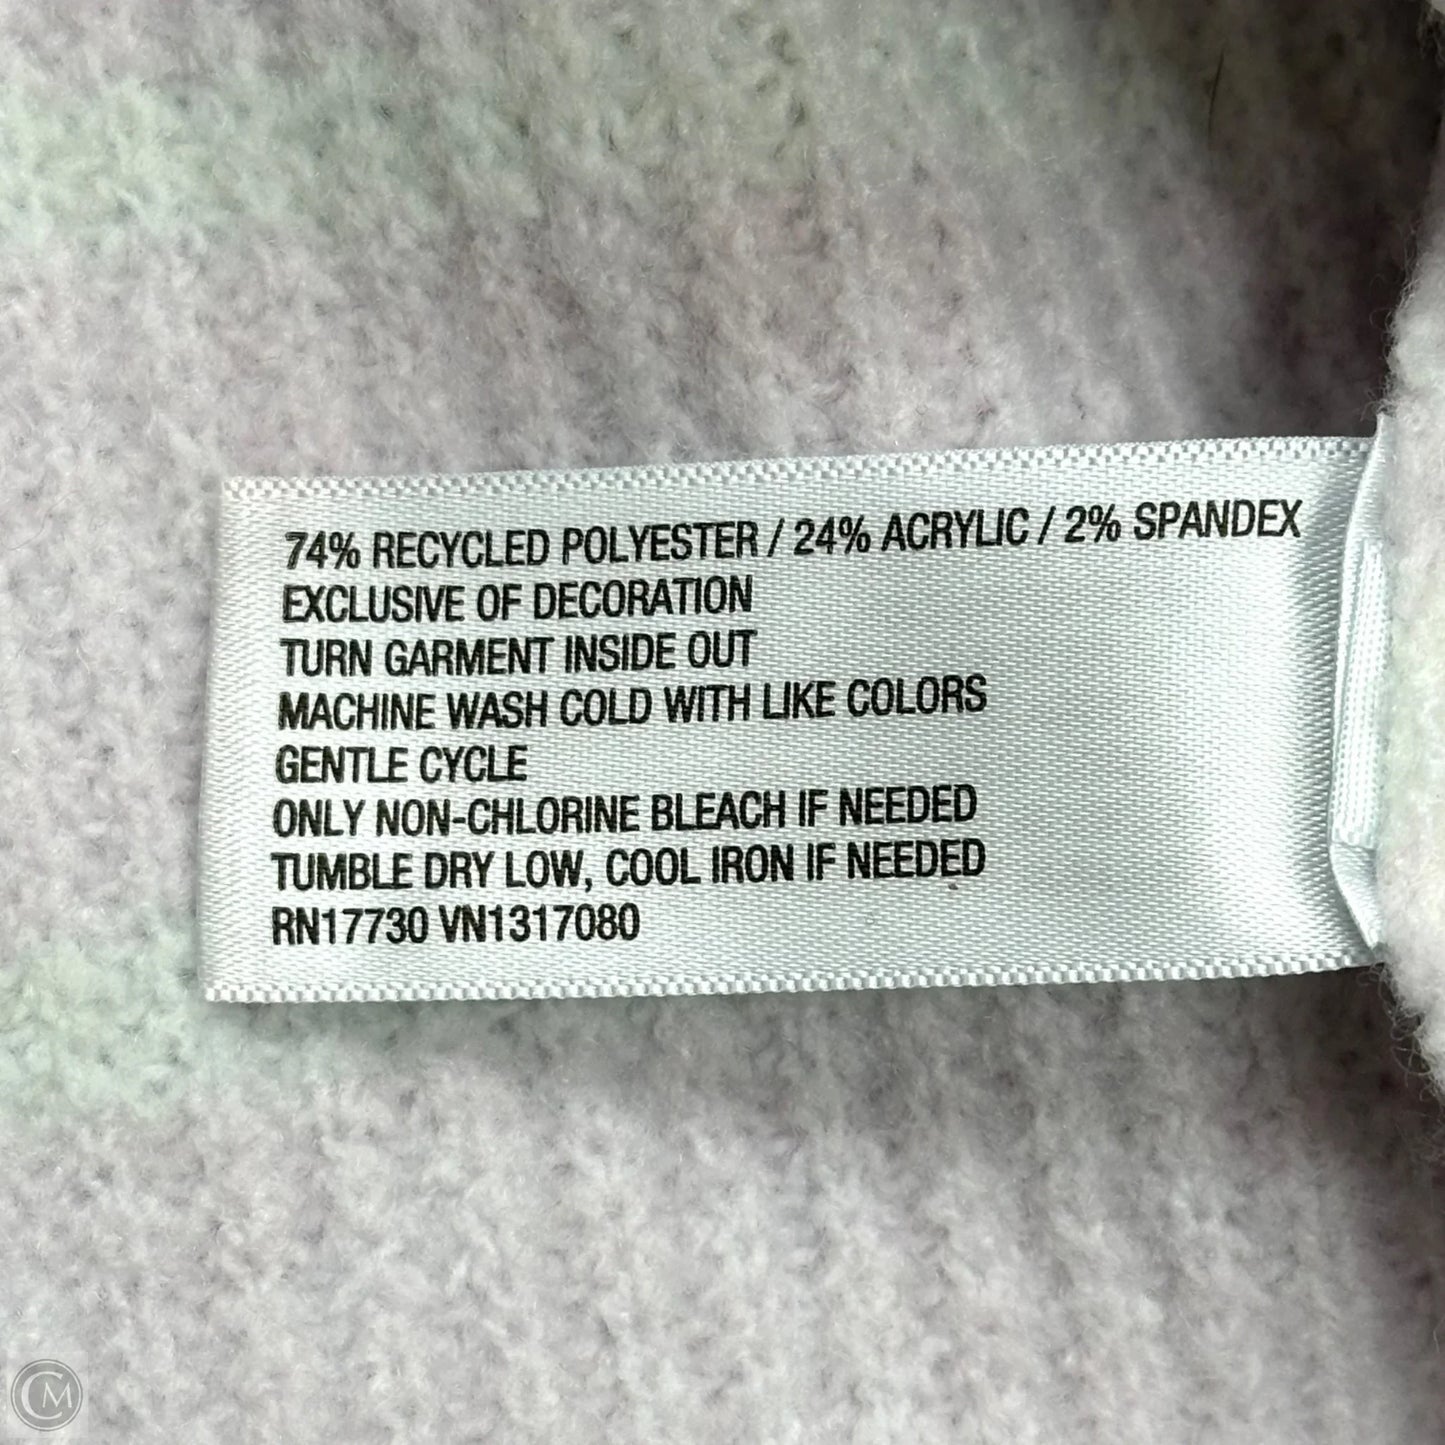 74% RECYCLED POLYESTER / 24% ACRYLIC / 2% SPANDEX
EXCLUSIVE OF DECORATION
TURN GARMENT INSIDE OUT
MACHINE WASH COLD WITH LIKE COLORS
GENTLE CYCLE
ONLY NON-CHLORINE BLEACH IF NEEDED
TUMBLE DRY LOW, COOL IRON IF NEEDED
RN17730 VN1317080
CM